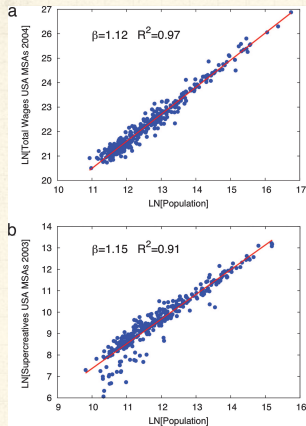 a
27
26
25
24
23
22
21
20
β=1.12 R²=0.97
LN[Total Wages USA MSAs 2004]
10 11 12 13 14 15 16 17
LN[Population]
b
14
13
12
11
10
9
8
7
6
β=1.15 R²=0.91
LN[Supercreatives USA MSAs 2003]
9 10 11 12 13 14 15 16
LN[Population]